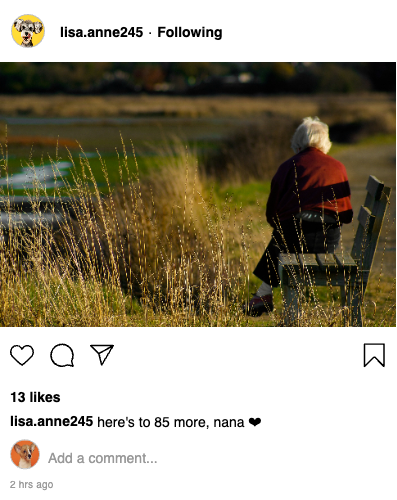 lisa.anne245 · Following
13 likes
lisa.anne245 here's to 85 more, nana ❤
Add a comment...
2 hrs ago